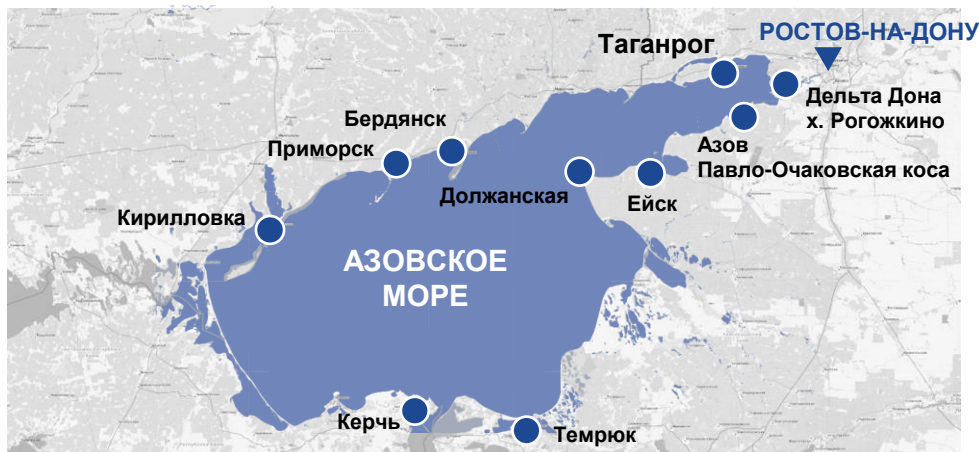 РОСТОВ-НА-ДОНУ
Таганрог
Дельта Дона
х. Рогожкино
Бердянск
Азов
Приморск
Павло-Очаковская коса
Должанская
Ейск
Кирилловка
АЗОВСКОЕ
МОРЕ
Керчь
Темрюк